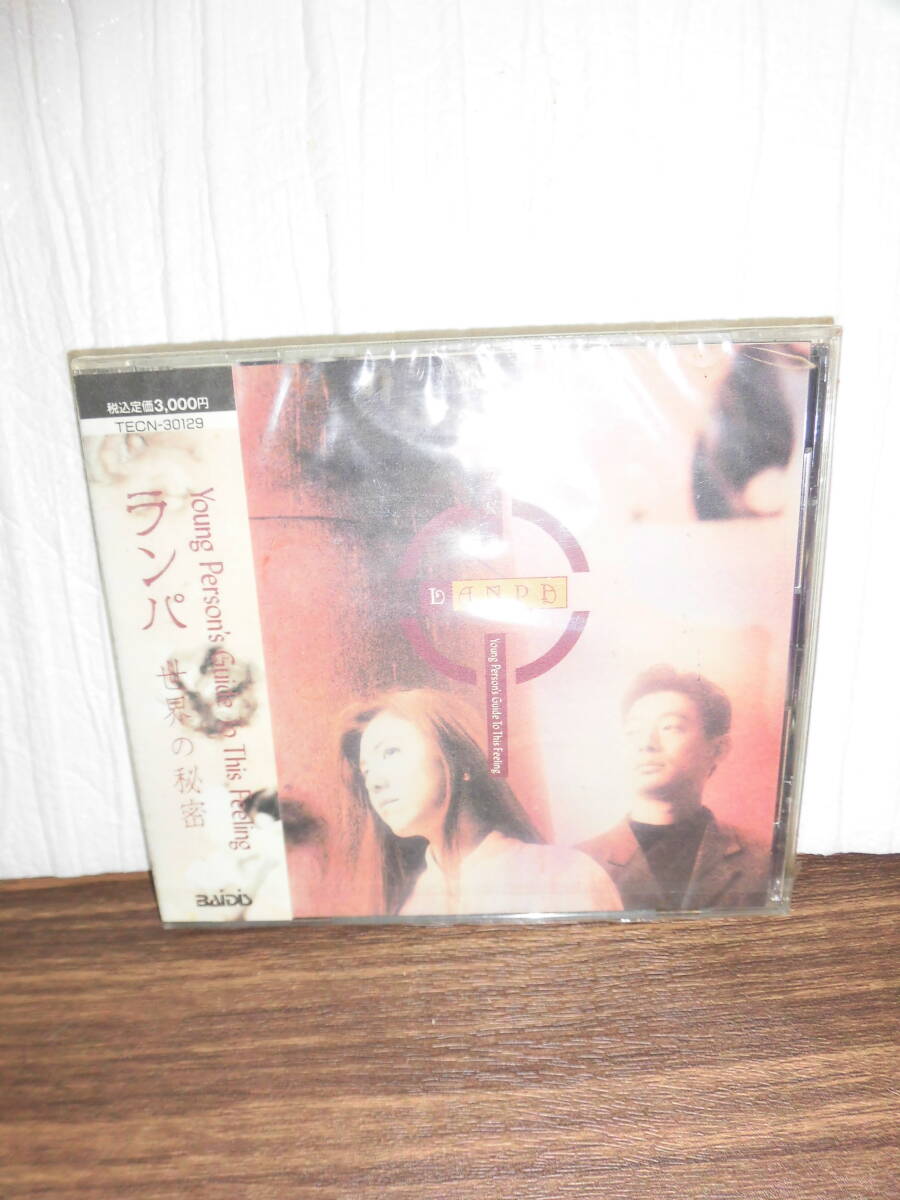 税込定価3,000円
TECN-30129
ランパ 世界の秘密
Young Person's Guide To This Feeling
BAIDIS
LANPA
Young Person's Guide To This Feeling